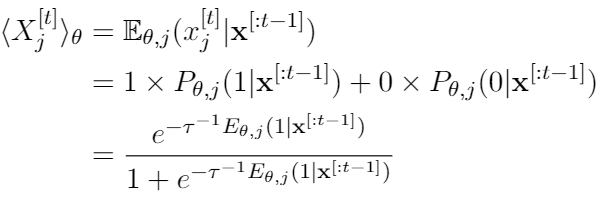 ⟨X_j^{[t]}⟩_θ = 𝔼_{θ,j}(x_j^{[t]}|𝐱^{[:t−1]})
= 1 × P_{θ,j}(1|𝐱^{[:t−1]}) + 0 × P_{θ,j}(0|𝐱^{[:t−1]})
= \frac{e^{−τ^{−1}E_{θ,j}(1|𝐱^{[:t−1]})}}{1 + e^{−τ^{−1}E_{θ,j}(1|𝐱^{[:t−1]})}}